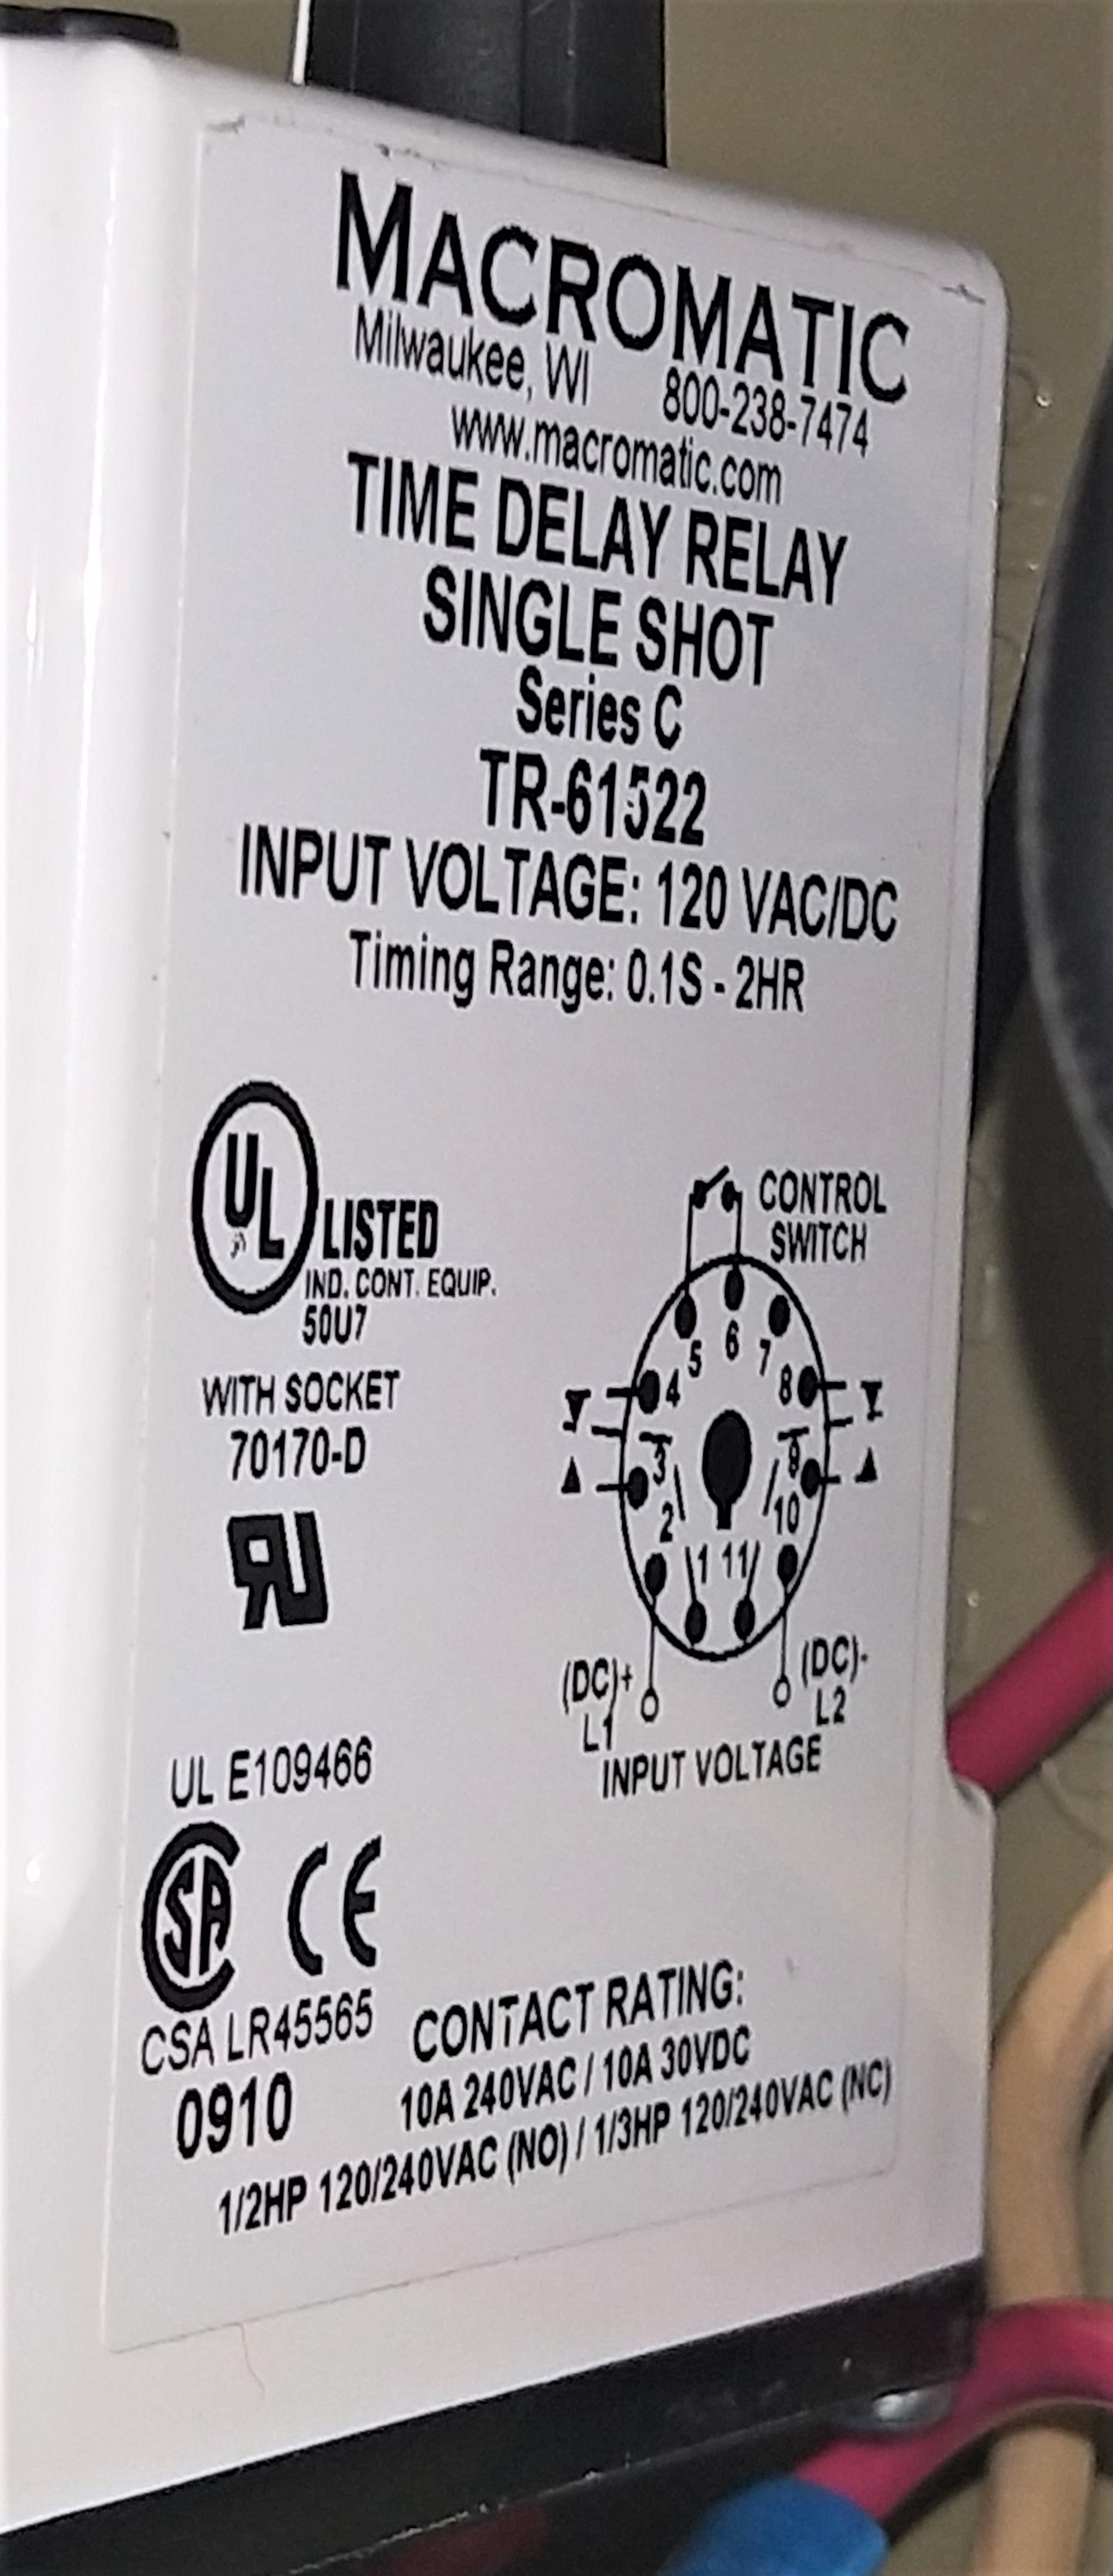 MACROMATIC
Milwaukee, WI 800-238-7474
www.macromatic.com
TIME DELAY RELAY
SINGLE SHOT
Series C
TR-61522
INPUT VOLTAGE: 120 VAC/DC
Timing Range: 0.1S - 2HR
UL LISTED
IND. CONT. EQUIP.
50U7
WITH SOCKET
70170-D
RU
UL E109466
SA CE
CSA LR45565
0910
CONTROL
SWITCH
5 6 7
4 8
3 9
2 10
1 11
(DC)+ (DC)-
L1 L2
INPUT VOLTAGE
CONTACT RATING:
10A 240VAC / 10A 30VDC
1/2HP 120/240VAC (NO) / 1/3HP 120/240VAC (NC)